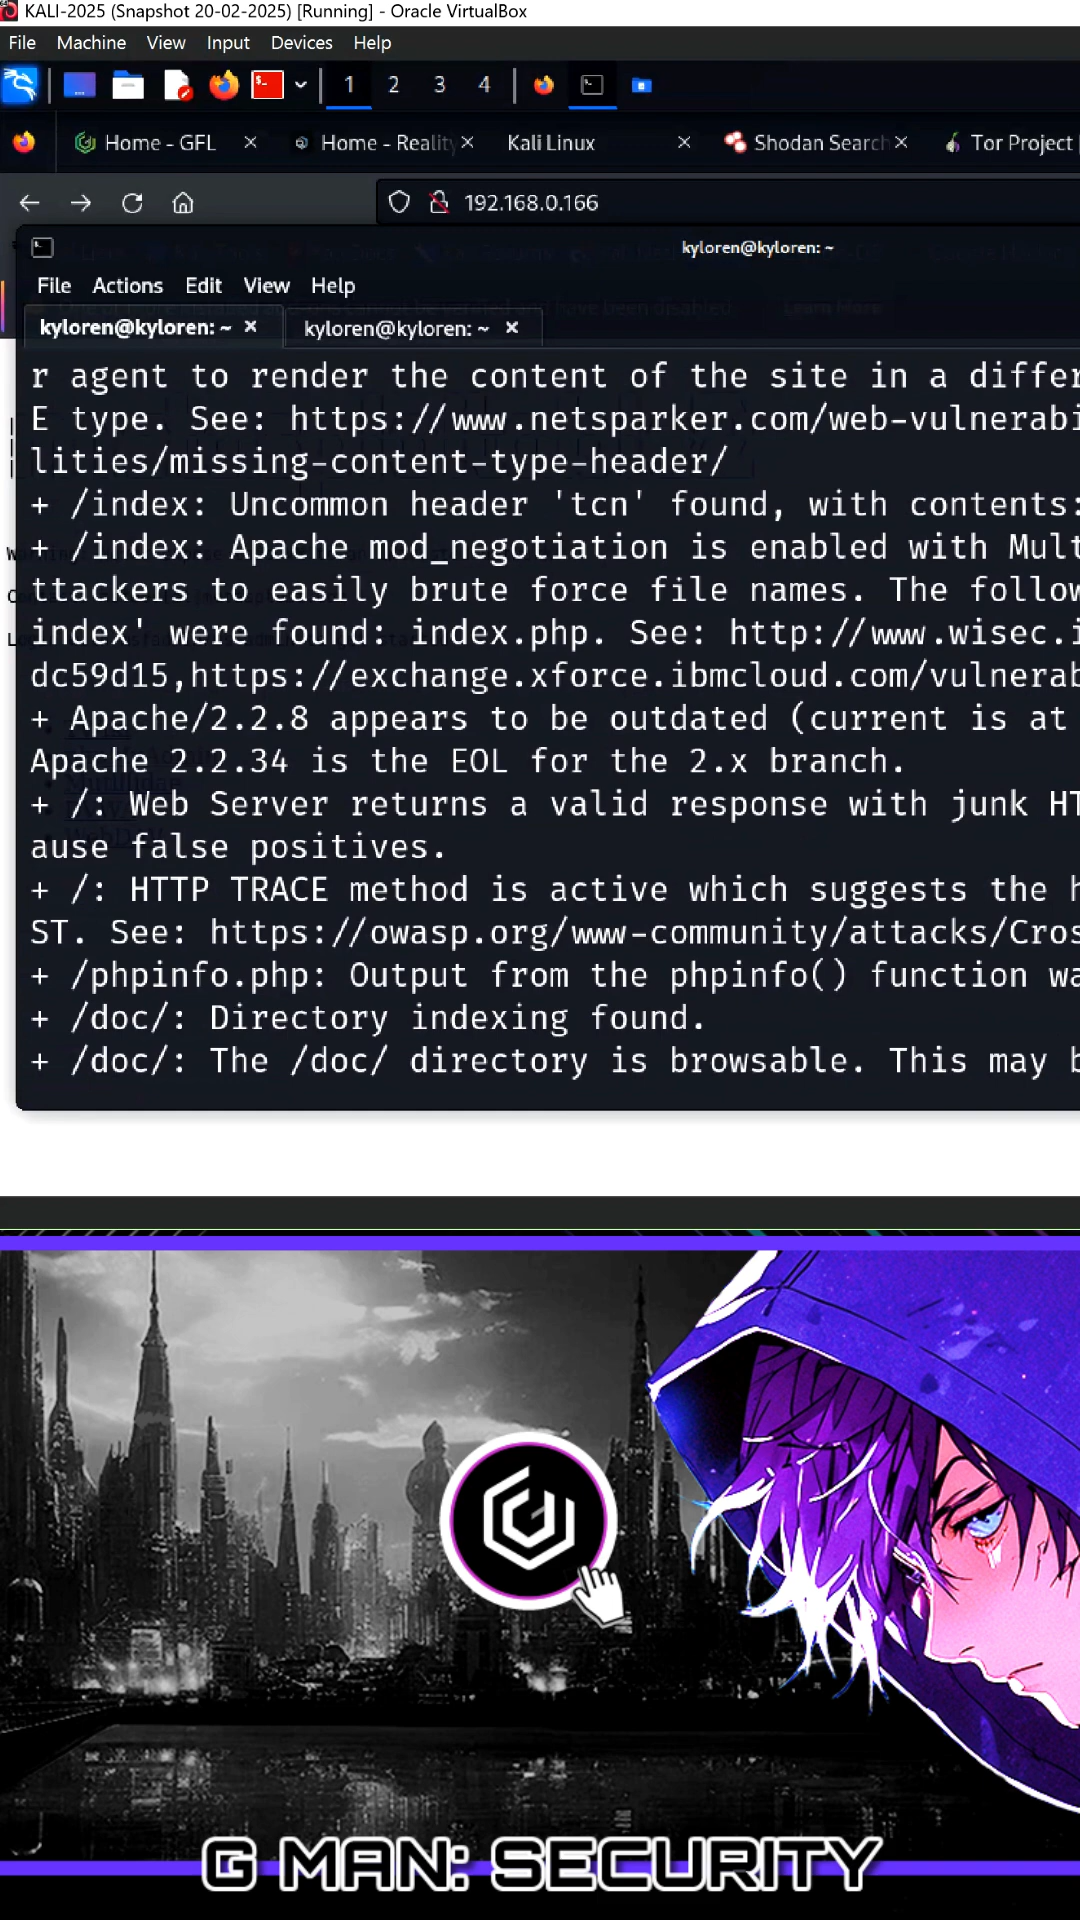 KALI-2025 (Snapshot 20-02-2025) [Running] - Oracle VirtualBox
File Machine View Input Devices Help
1 2 3 4
Home - GFL Home - Reality Kali Linux Shodan Search Tor Project
192.168.0.166
kyloren@kyloren: ~
File Actions Edit View Help
kyloren@kyloren: ~ kyloren@kyloren: ~
r agent to render the content of the site in a differ
E type. See: https://www.netsparker.com/web-vulnerabi
lities/missing-content-type-header/
+ /index: Uncommon header 'tcn' found, with contents:
+ /index: Apache mod_negotiation is enabled with Mult
ttackers to easily brute force file names. The follow
index' were found: index.php. See: http://www.wisec.i
dc59d15,https://exchange.xforce.ibmcloud.com/vulnerab
+ Apache/2.2.8 appears to be outdated (current is at
Apache 2.2.34 is the EOL for the 2.x branch.
+ /: Web Server returns a valid response with junk HT
ause false positives.
+ /: HTTP TRACE method is active which suggests the h
ST. See: https://owasp.org/www-community/attacks/Cros
+ /phpinfo.php: Output from the phpinfo() function wa
+ /doc/: Directory indexing found.
+ /doc/: The /doc/ directory is browsable. This may b
G MAN: SECURITY